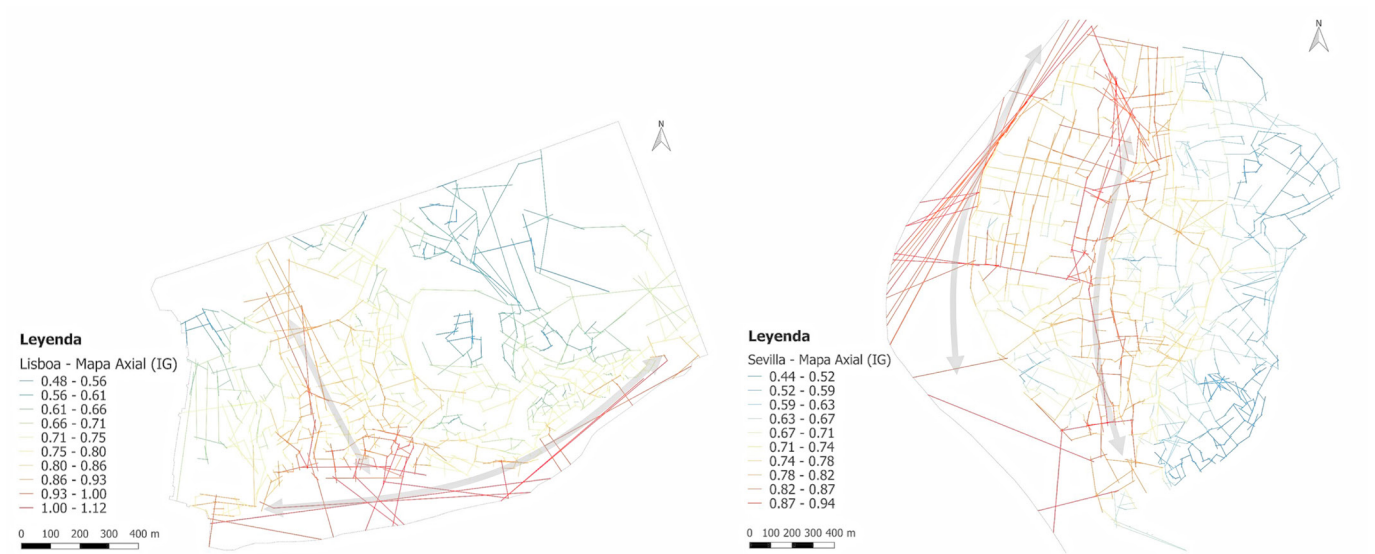 N
Leyenda
Lisboa - Mapa Axial (IG)
0.48 - 0.56
0.56 - 0.61
0.61 - 0.66
0.66 - 0.71
0.71 - 0.75
0.75 - 0.80
0.80 - 0.86
0.86 - 0.93
0.93 - 1.00
1.00 - 1.12
0 100 200 300 400 m
N
Leyenda
Sevilla - Mapa Axial (IG)
0.44 - 0.52
0.52 - 0.59
0.59 - 0.63
0.63 - 0.67
0.67 - 0.71
0.71 - 0.74
0.74 - 0.78
0.78 - 0.82
0.82 - 0.87
0.87 - 0.94
0 100 200 300 400 m